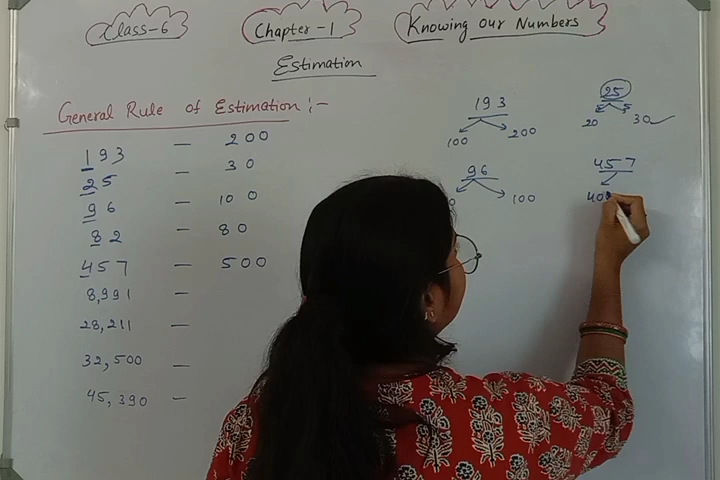 Class-6
Chapter-1
Knowing our Numbers
Estimation
General Rule of Estimation :-
193 — 200
25 — 30
96 — 100
82 — 80
457 — 500
8,991 —
28,211 —
32,500 —
45,390 —
193
100 200
25
20 30
96
100
457